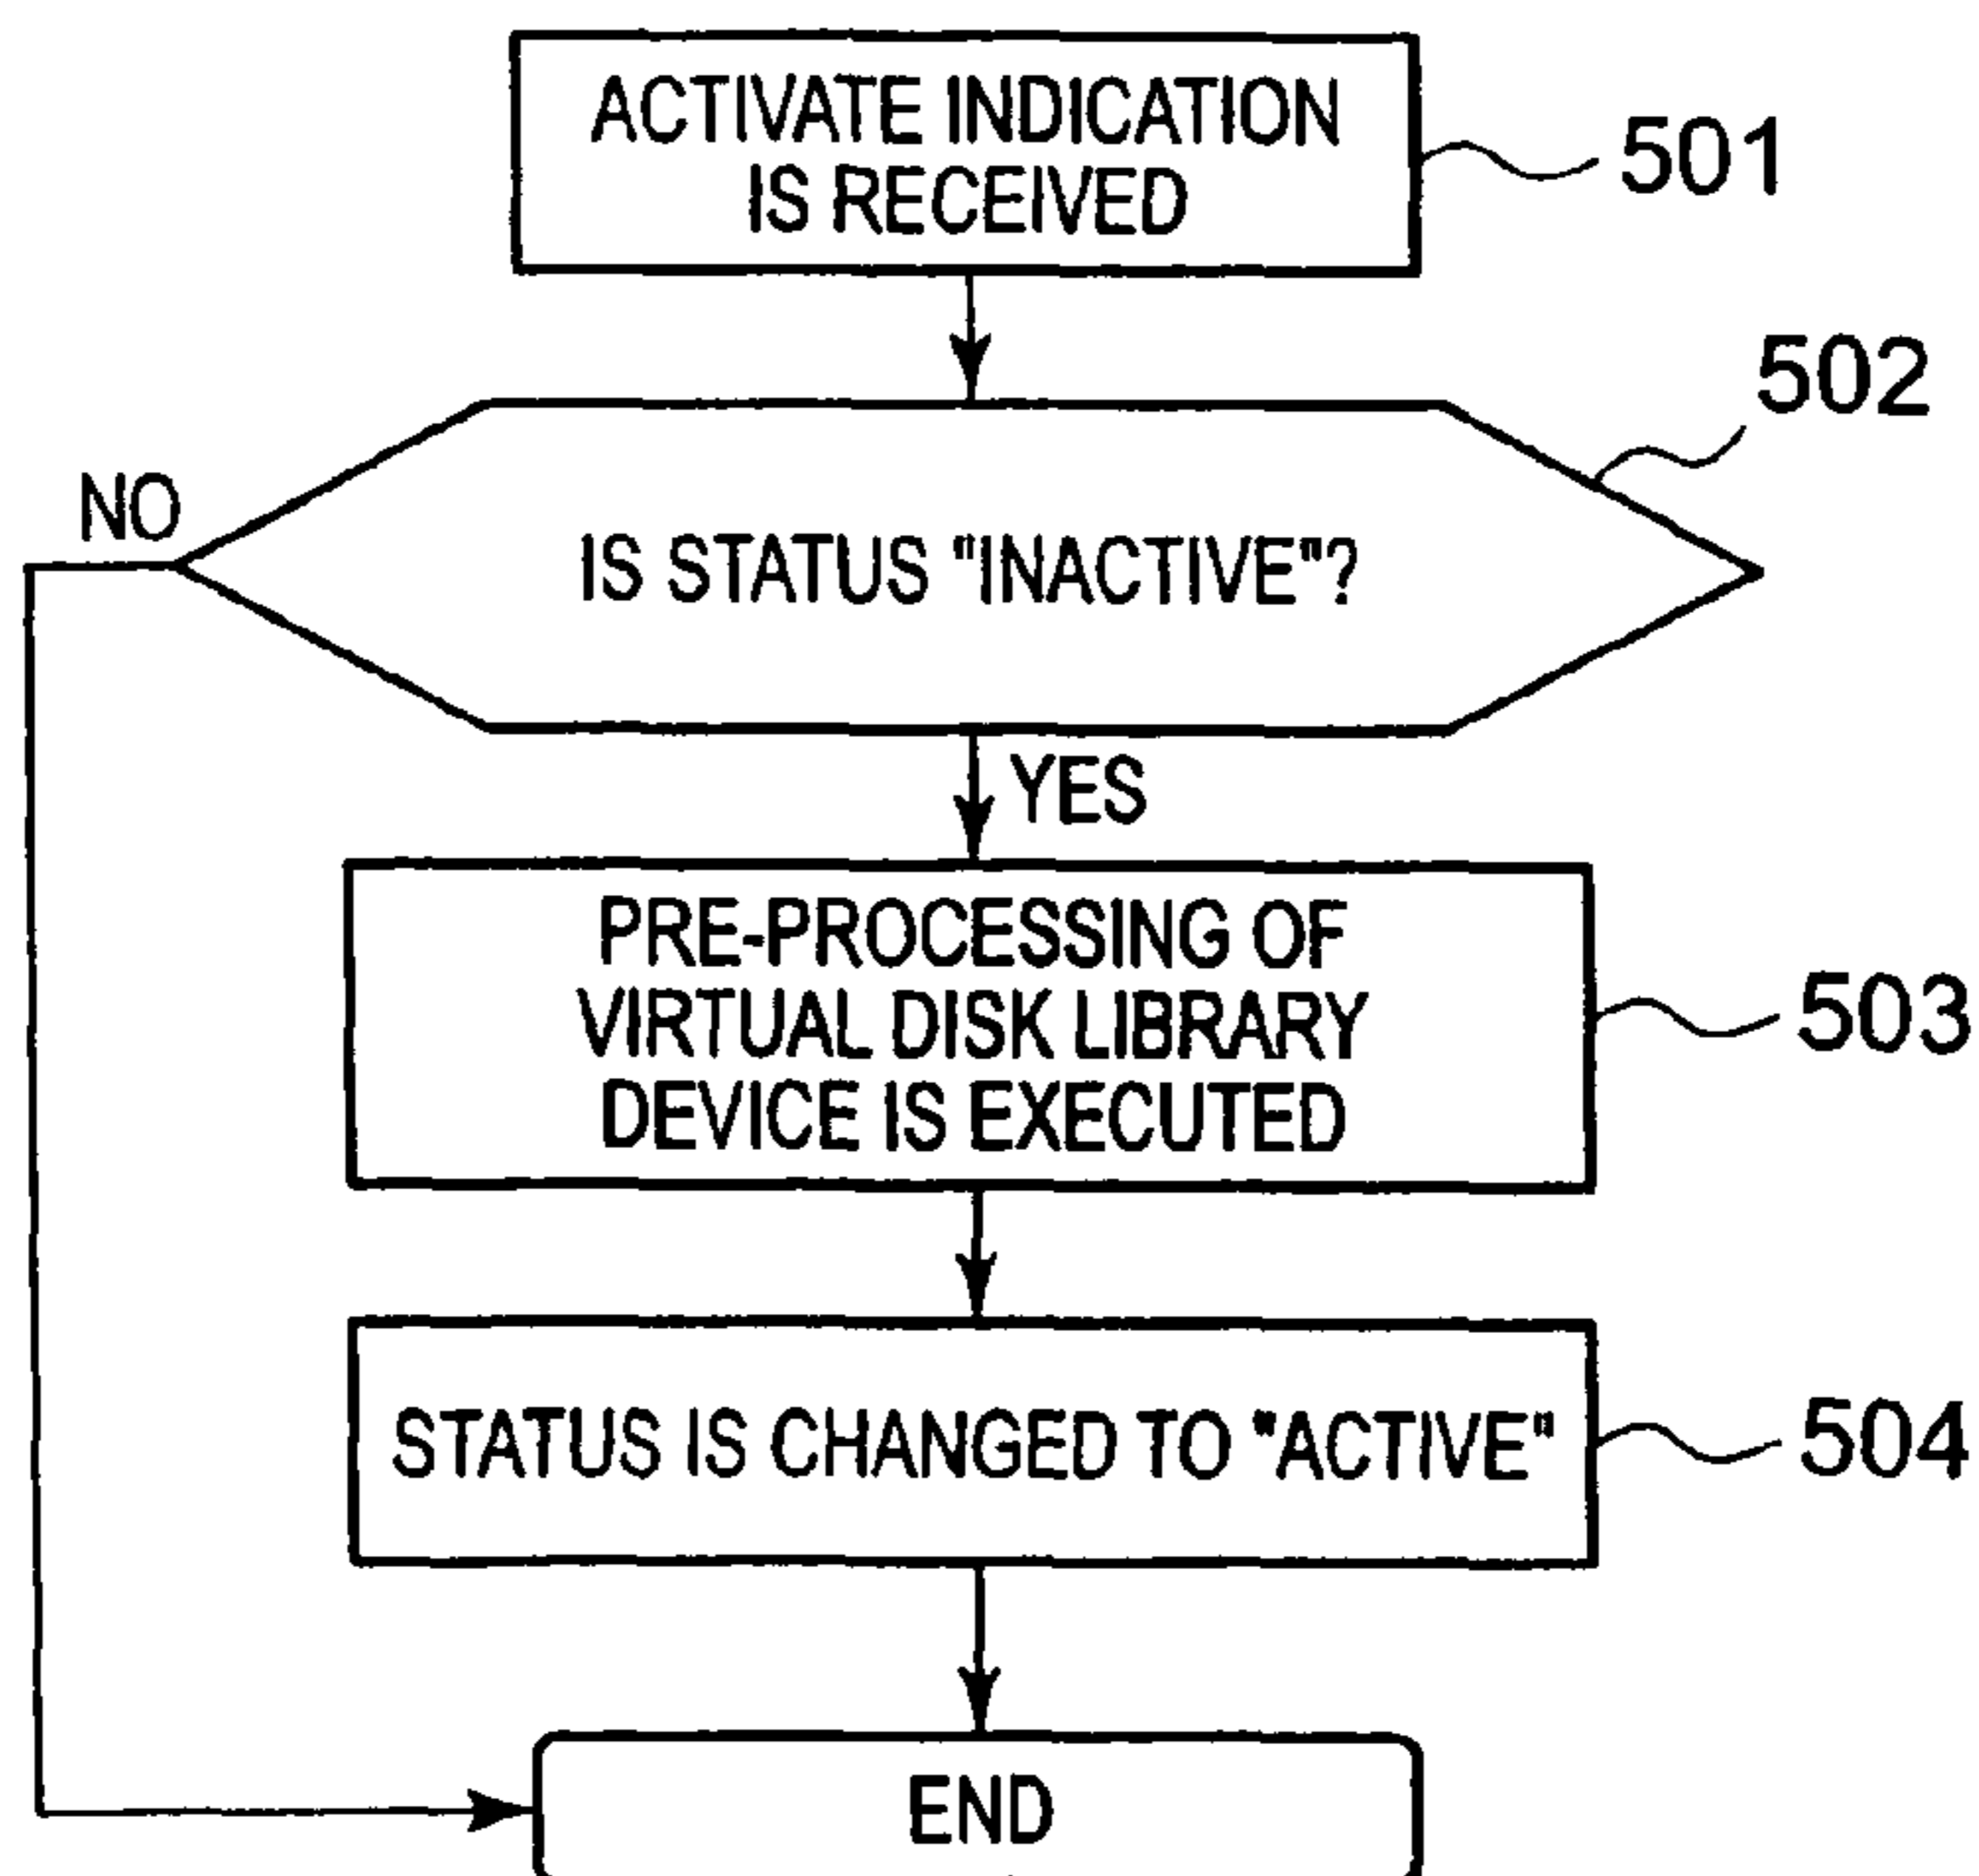 ACTIVATE INDICATION
IS RECEIVED
501
502
NO
IS STATUS "INACTIVE"?
YES
PRE-PROCESSING OF
VIRTUAL DISK LIBRARY
DEVICE IS EXECUTED
503
STATUS IS CHANGED TO "ACTIVE"
504
END